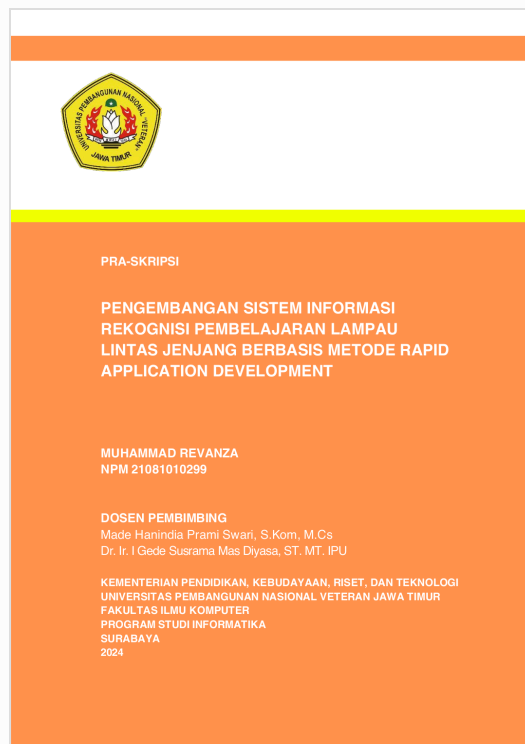 UNIVERSITAS PEMBANGUNAN NASIONAL "VETERAN"
JAWA TIMUR
PRA-SKRIPSI
PENGEMBANGAN SISTEM INFORMASI
REKOGNISI PEMBELAJARAN LAMPAU
LINTAS JENJANG BERBASIS METODE RAPID
APPLICATION DEVELOPMENT
MUHAMMAD REVANZA
NPM 21081010299
DOSEN PEMBIMBING
Made Hanindia Prami Swari, S.Kom, M.Cs
Dr. Ir. I Gede Susrama Mas Diyasa, ST. MT. IPU
KEMENTERIAN PENDIDIKAN, KEBUDAYAAN, RISET, DAN TEKNOLOGI
UNIVERSITAS PEMBANGUNAN NASIONAL VETERAN JAWA TIMUR
FAKULTAS ILMU KOMPUTER
PROGRAM STUDI INFORMATIKA
SURABAYA
2024